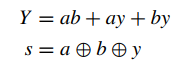 Y = ab + ay + by
s = a ⊕ b ⊕ y